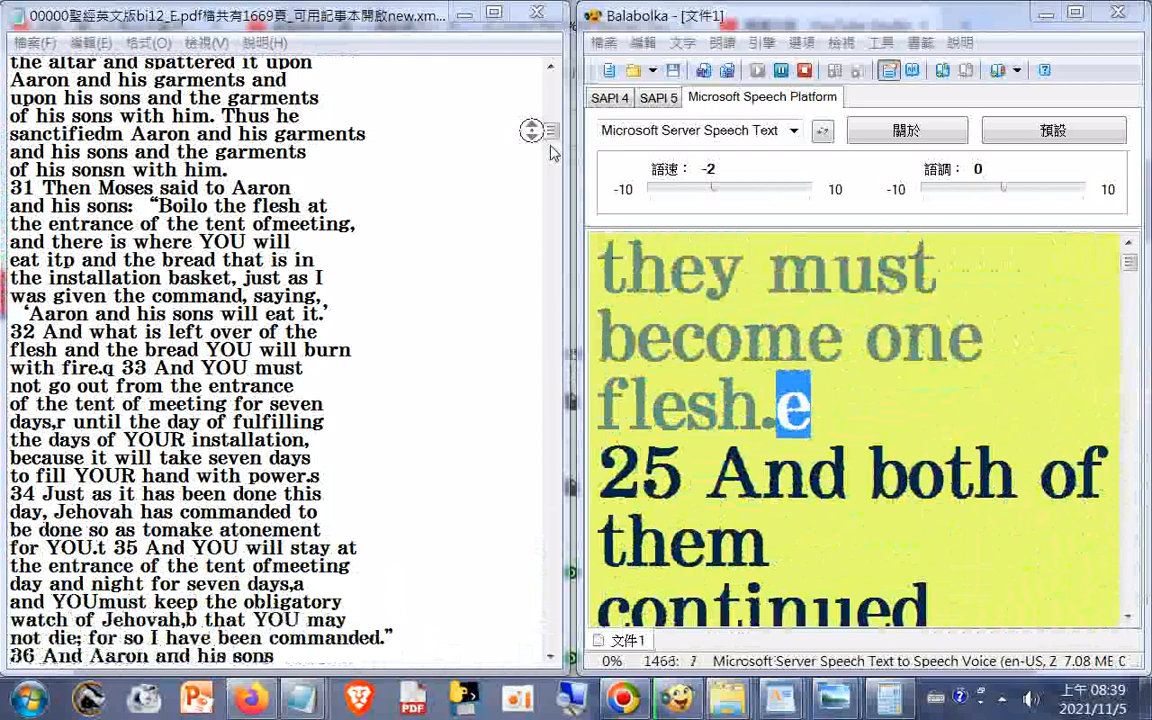 00000聖經英文版bi12_E.pdf檔共有1669頁_可用記事本開啟new.xm...
檔案(F) 編輯(E) 格式(O) 檢視(V) 說明(H)
the altar and spattered it upon
Aaron and his garments and
upon his sons and the garments
of his sons with him. Thus he
sanctifiedm Aaron and his garments
and his sons and the garments
of his sonsn with him.
31 Then Moses said to Aaron
and his sons: “Boilo the flesh at
the entrance of the tent ofmeeting,
and there is where YOU will
eat itp and the bread that is in
the installation basket, just as I
was given the command, saying,
‘Aaron and his sons will eat it.’
32 And what is left over of the
flesh and the bread YOU will burn
with fire.q 33 And YOU must
not go out from the entrance
of the tent of meeting for seven
days,r until the day of fulfilling
the days of YOUR installation,
because it will take seven days
to fill YOUR hand with power.s
34 Just as it has been done this
day, Jehovah has commanded to
be done so as tomake atonement
for YOU.t 35 And YOU will stay at
the entrance of the tent ofmeeting
day and night for seven days,a
and YOUmust keep the obligatory
watch of Jehovah,b that YOU may
not die; for so I have been commanded.”
36 And Aaron and his sons
Balabolka - [文件1]
檔案 編輯 文字 朗讀 引擎 選項 檢視 工具 書籤 說明
SAPI 4 SAPI 5 Microsoft Speech Platform
Microsoft Server Speech Text 關於 預設
語速: -2 語調: 0
-10 10 -10 10
they must
become one
flesh.e
25 And both of
them
continued
文件1
0% 1468: Microsoft Server Speech Text to Speech Voice (en-US, Z 7.08 ME
上午 08:39
2021/11/5